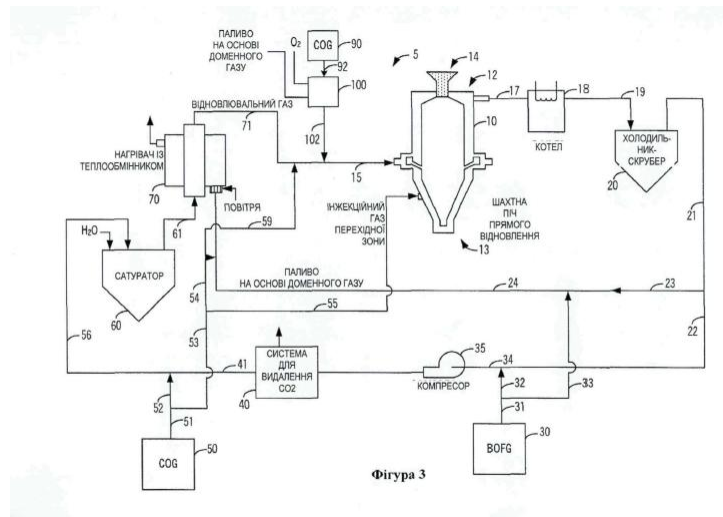 ПАЛИВО
НА ОСНОВІ
ДОМЕННОГО
ГАЗУ
O₂
COG
90
92
100
102
5
14
12
17
18
19
10
КОТЕЛ
ХОЛОДИЛЬ-
НИК-
СКРУБЕР
20
21
ВІДНОВЛЮВАЛЬНИЙ ГАЗ
71
НАГРІВАЧ ІЗ
ТЕПЛООБМІННИКОМ
70
ПОВІТРЯ
15
ІНЖЕКЦІЙНИЙ
ГАЗ
ПЕРЕХІДНОЇ
ЗОНИ
ШАХТНА
ПІЧ
ПРЯМОГО
ВІДНОВЛЕННЯ
13
59
61
H₂O
САТУРАТОР
60
ПАЛИВО
НА ОСНОВІ ДОМЕННОГО ГАЗУ
24
23
54
55
22
56
53
41
СИСТЕМА
ДЛЯ
ВИДАЛЕННЯ
СО2
40
35
КОМПРЕСОР
34
32
33
31
52
51
COG
50
BOFG
30
Фігура 3